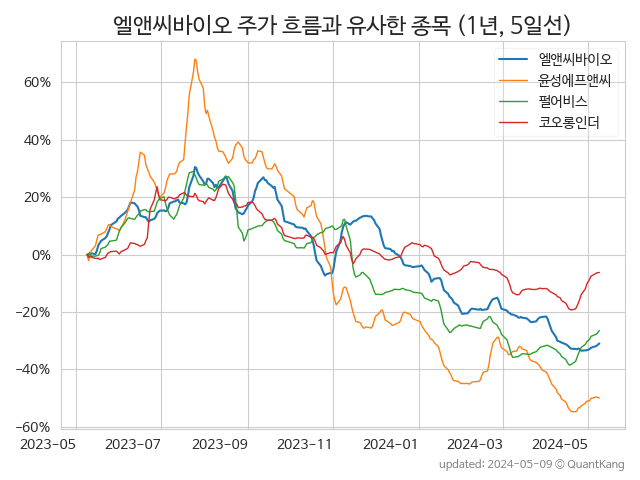 엘앤씨바이오 주가 흐름과 유사한 종목 (1년, 5일선)
엘앤씨바이오
윤성에프앤씨
펄어비스
코오롱인더
60%
40%
20%
0%
−20%
−40%
−60%
2023-05 2023-07 2023-09 2023-11 2024-01 2024-03 2024-05
updated: 2024-05-09 © QuantKang